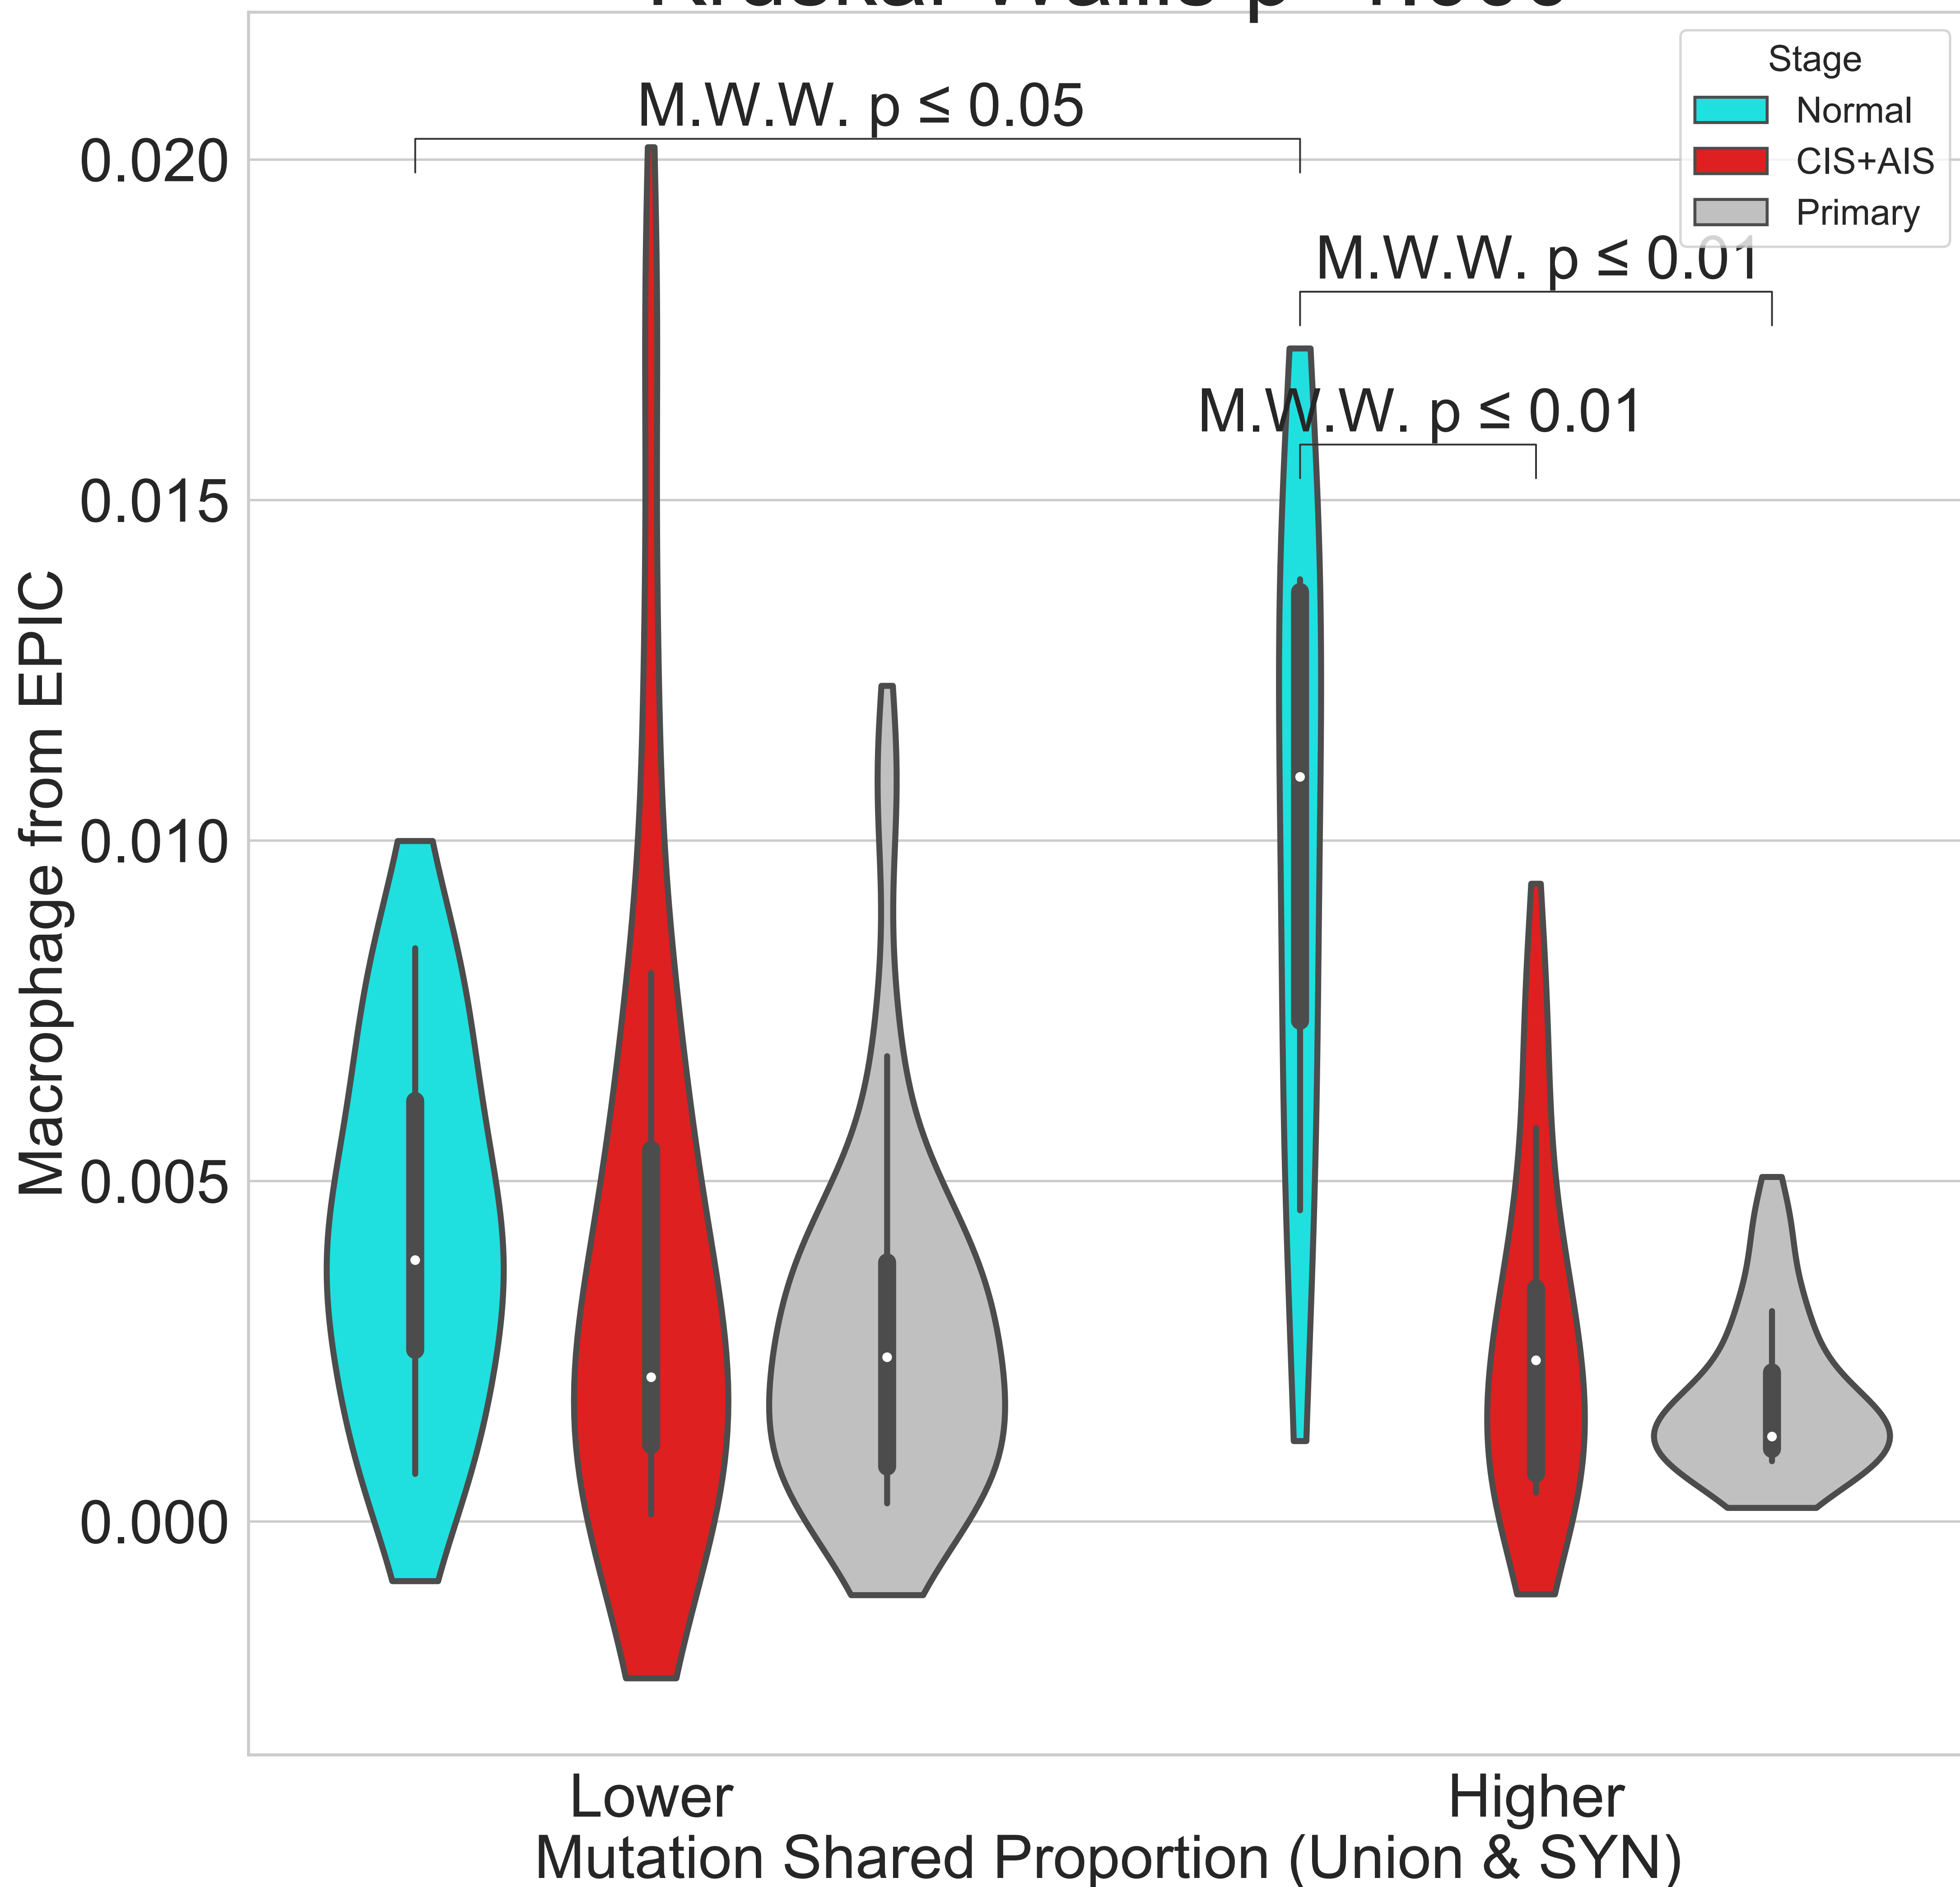 M.W.W. p ≤ 0.05
Stage
Normal
CIS+AIS
Primary
M.W.W. p ≤ 0.01
M.W.W. p ≤ 0.01
0.020
0.015
0.010
0.005
0.000
Macrophage from EPIC
Lower
Higher
Mutation Shared Proportion (Union & SYN)